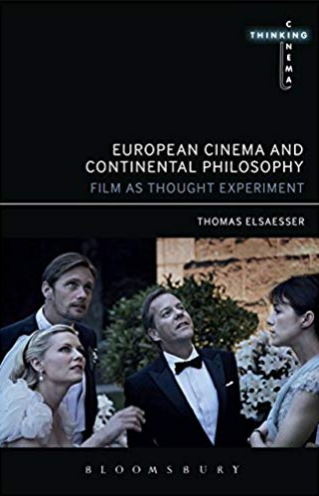 THINKING
CINEMA
EUROPEAN CINEMA AND
CONTINENTAL PHILOSOPHY
FILM AS THOUGHT EXPERIMENT
THOMAS ELSAESSER
BLOOMSBURY